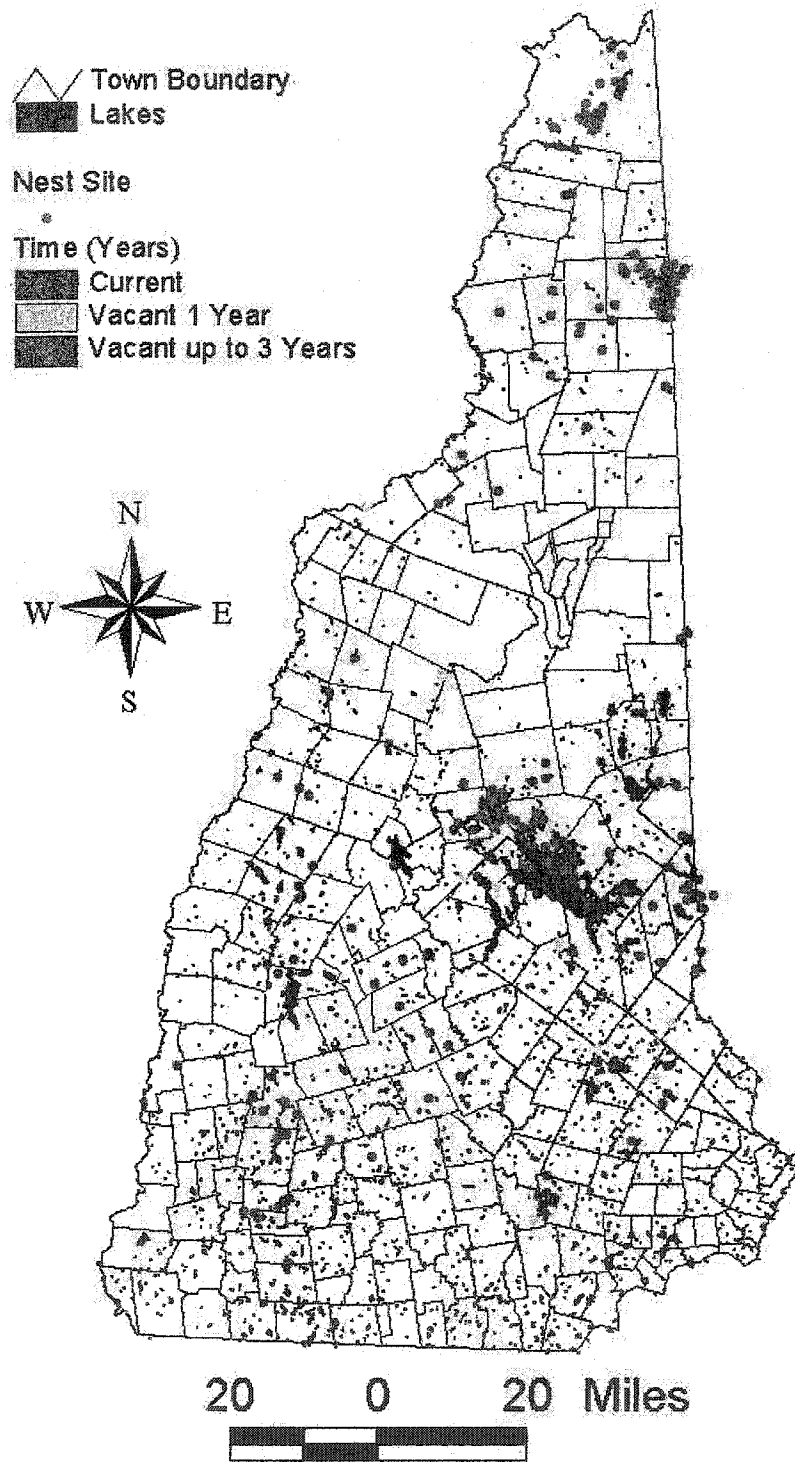 Town Boundary
Lakes
Nest Site
Time (Years)
Current
Vacant 1 Year
Vacant up to 3 Years
N
W E
S
20 0 20 Miles